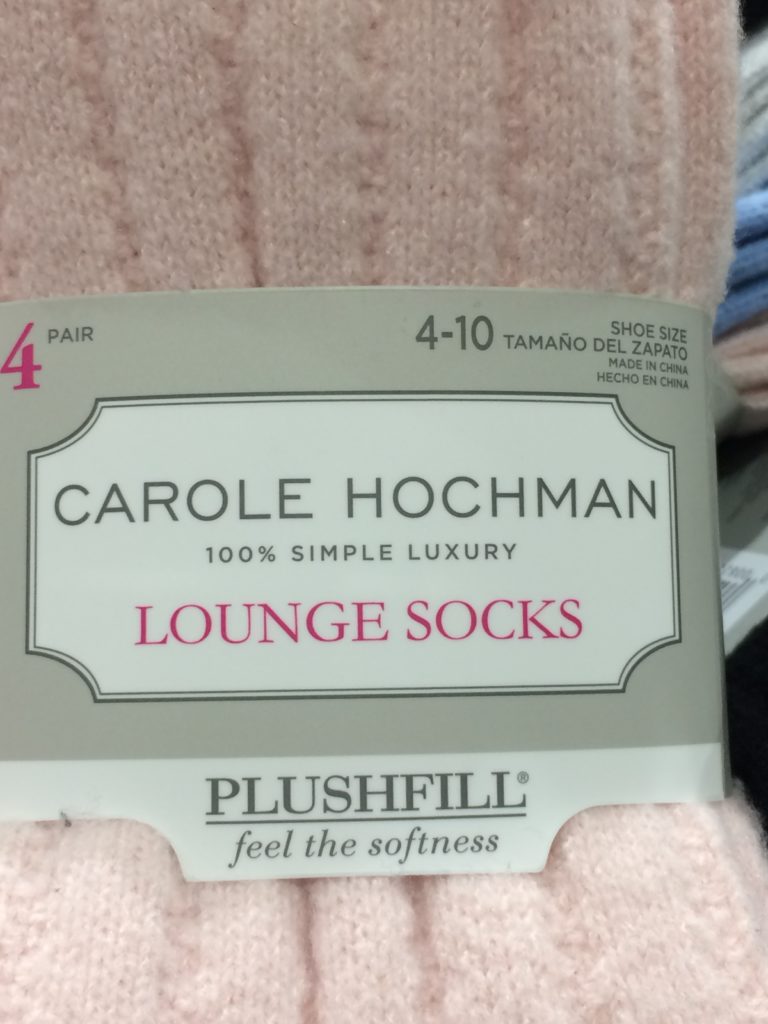 4 PAIR
4-10 SHOE SIZE
TAMAÑO DEL ZAPATO
MADE IN CHINA
HECHO EN CHINA
CAROLE HOCHMAN
100% SIMPLE LUXURY
LOUNGE SOCKS
PLUSHFILL®
feel the softness